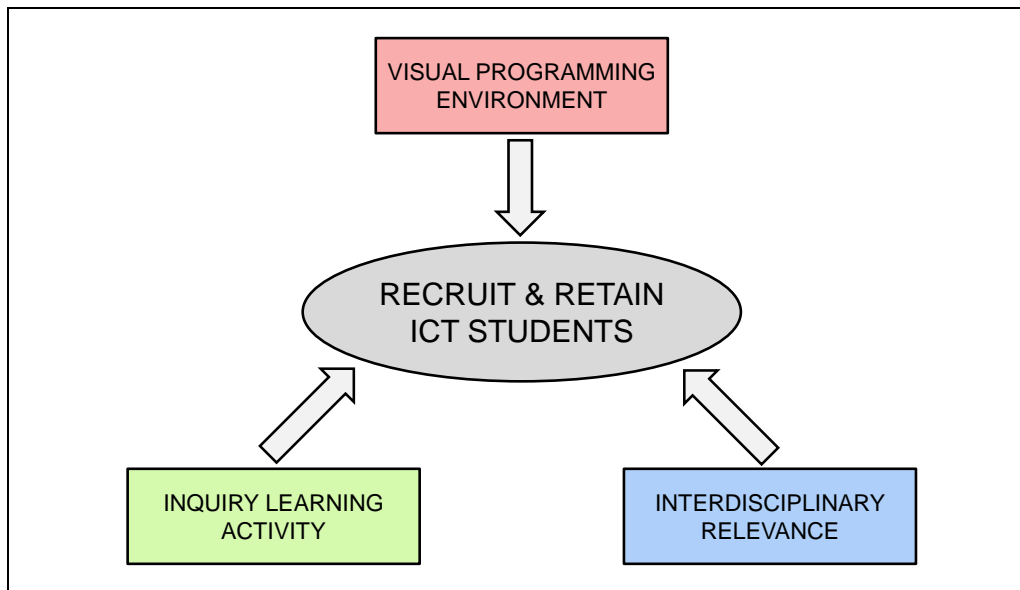 VISUAL PROGRAMMING
ENVIRONMENT
RECRUIT & RETAIN
ICT STUDENTS
INQUIRY LEARNING
ACTIVITY
INTERDISCIPLINARY
RELEVANCE